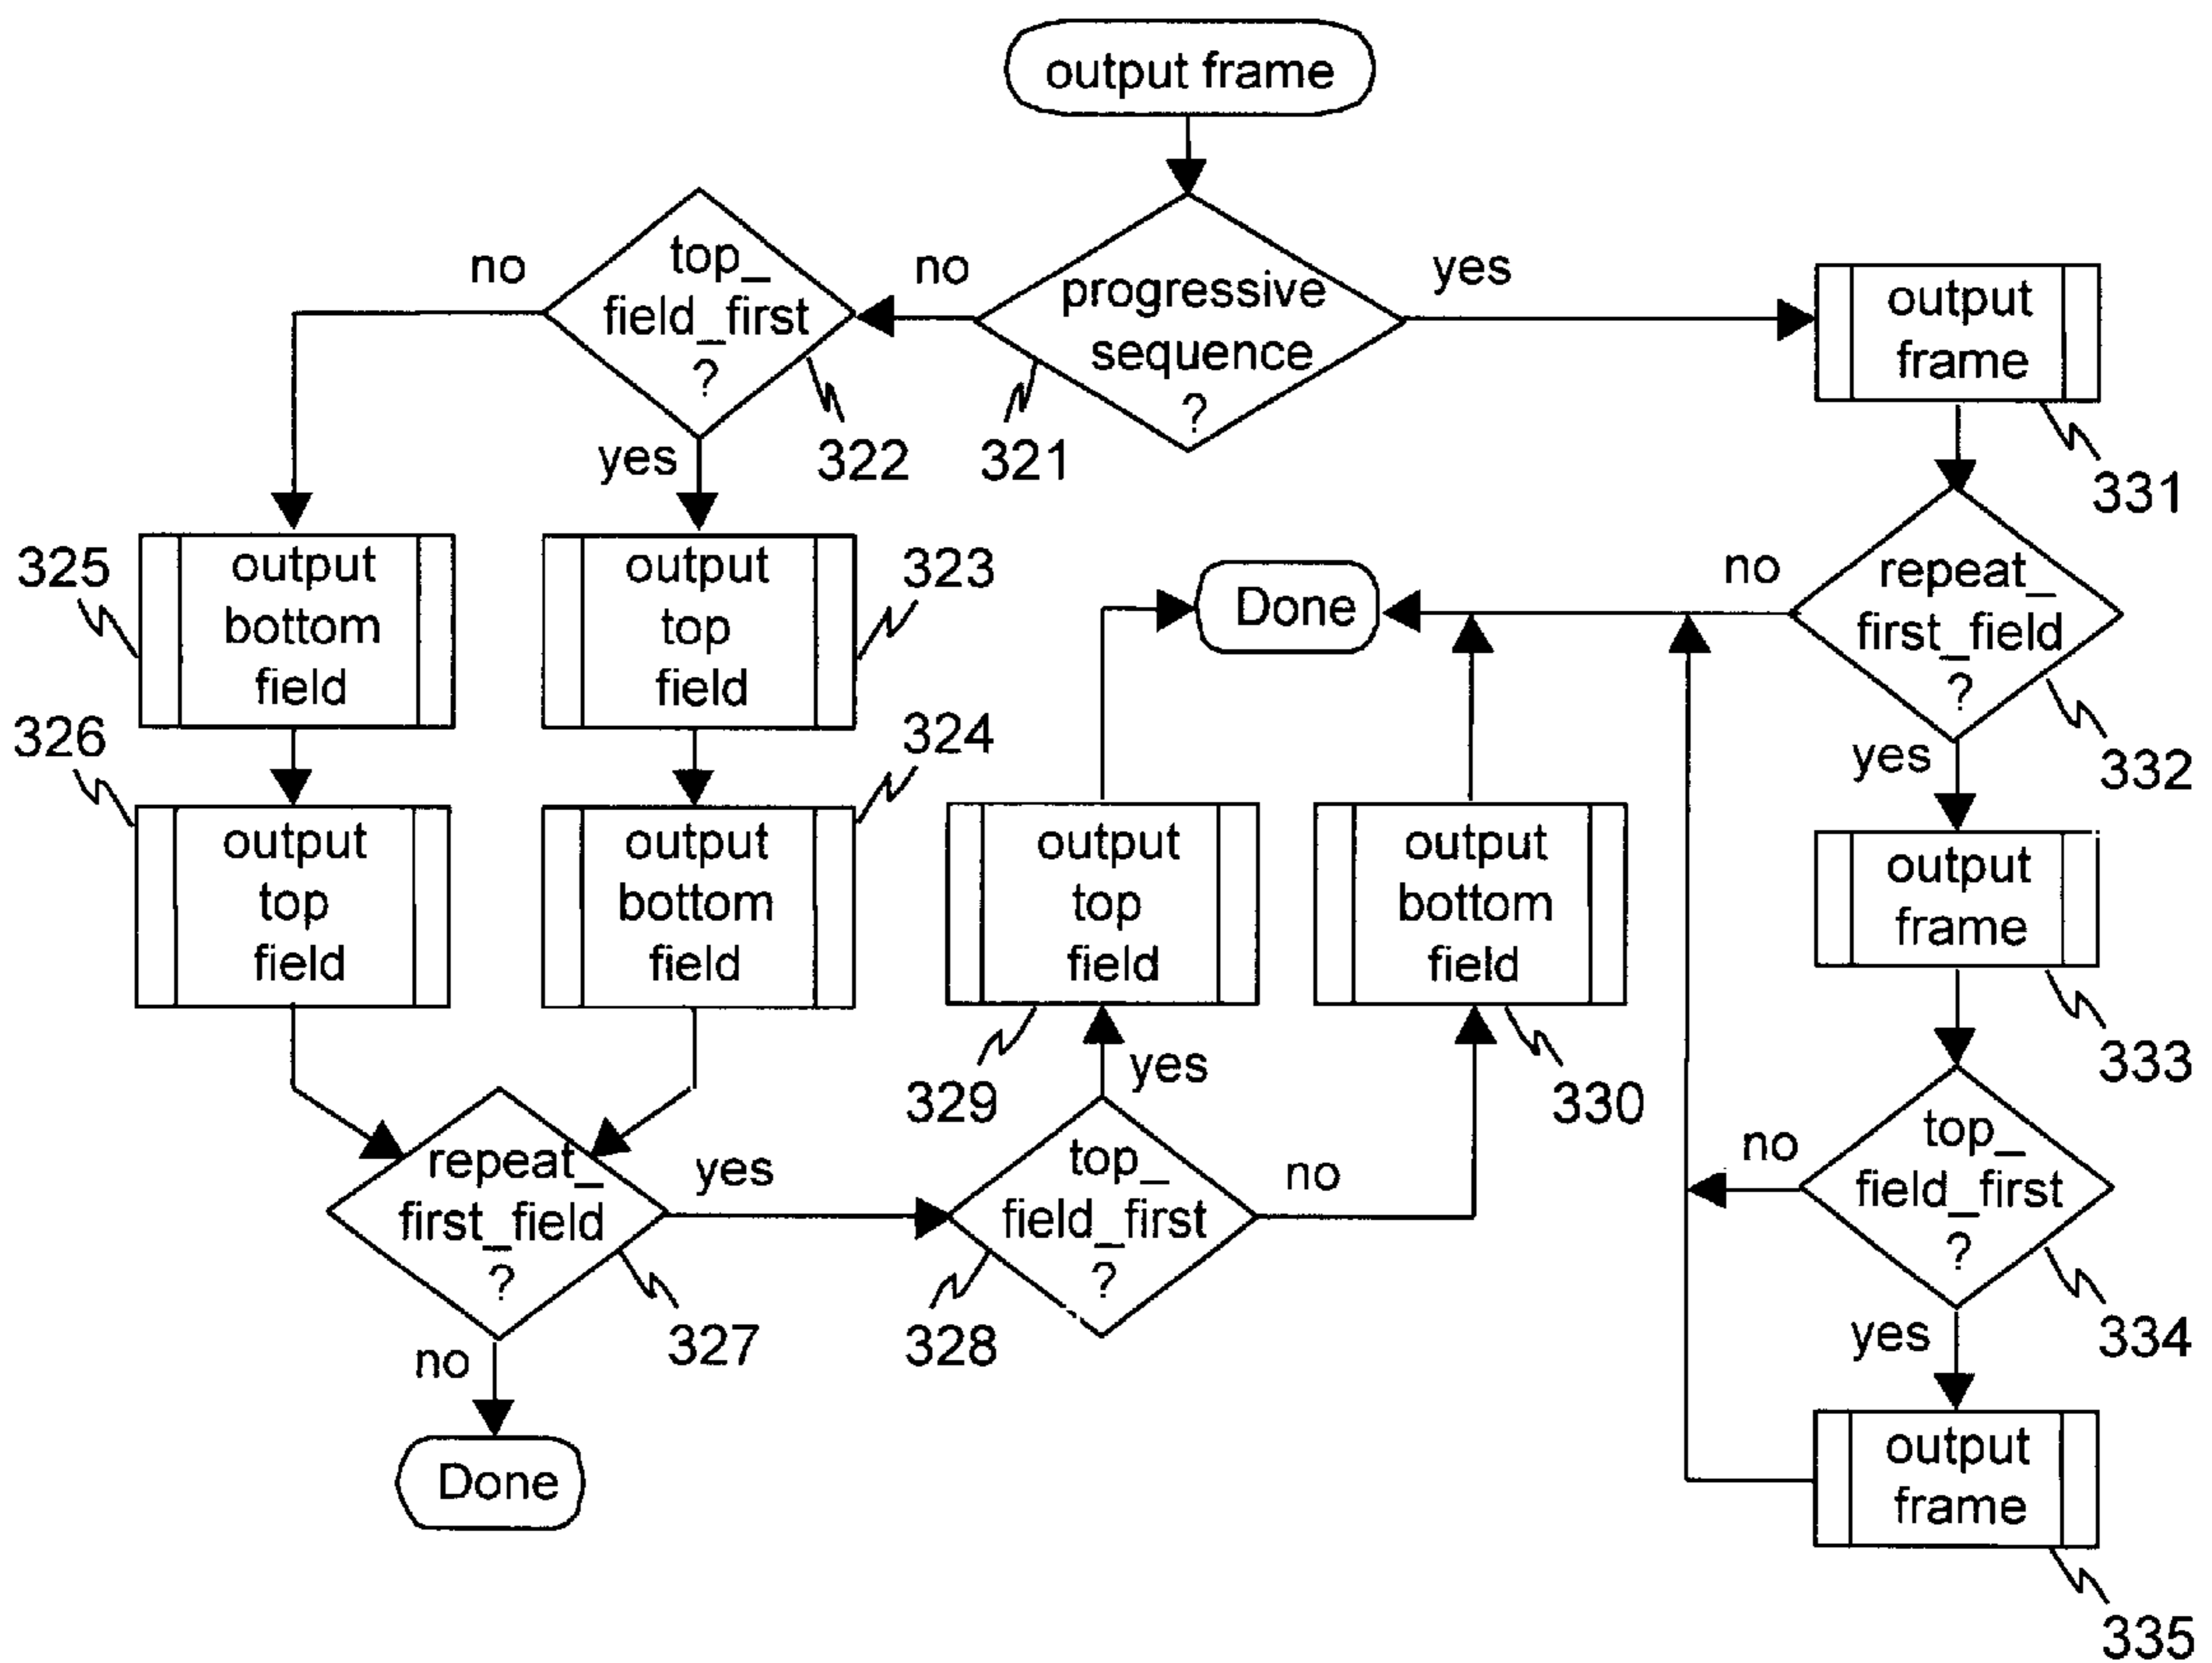 output frame
progressive
sequence
?
no
yes
321
top_
field_first
?
no
yes
322
output
bottom
field
325
output
top
field
326
output
top
field
323
output
bottom
field
324
repeat_
first_field
?
yes
no
327
Done
top_
field_first
?
yes
no
328
output
top
field
329
output
bottom
field
330
Done
output
frame
331
repeat_
first_field
?
no
yes
332
output
frame
333
top_
field_first
?
no
yes
334
output
frame
335